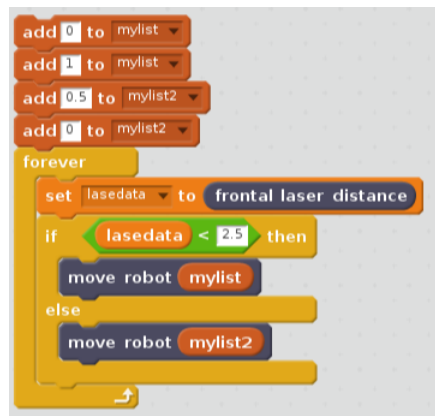 add 0 to mylist
add 1 to mylist
add 0.5 to mylist2
add 0 to mylist2
forever
set lasedata to frontal laser distance
if lasedata < 2.5 then
move robot mylist
else
move robot mylist2